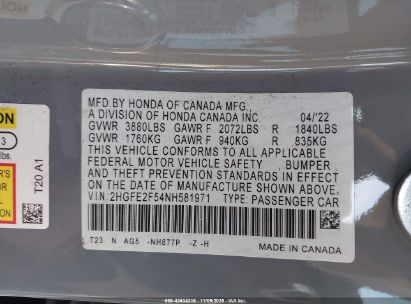 MFD.BY HONDA OF CANADA MFG.,
A DIVISION OF HONDA CANADA INC. 04/'22
GVWR 3880LBS GAWR F 2072LBS R 1840LBS
GVWR 1760KG GAWR F 940KG R 835KG
THIS VEHICLE CONFORMS TO ALL APPLICABLE
FEDERAL MOTOR VEHICLE SAFETY BUMPER
AND THEFT PREVENTION STANDARDS IN EFFECT ON
THE DATE OF MANUFACTURE SHOWN ABOVE.
V.I.N. 2HGFE2F54NH581971 TYPE: PASSENGER CAR
T23 N AG5 -NH877P -Z -H
MADE IN CANADA
T20 A1
3
lbs.